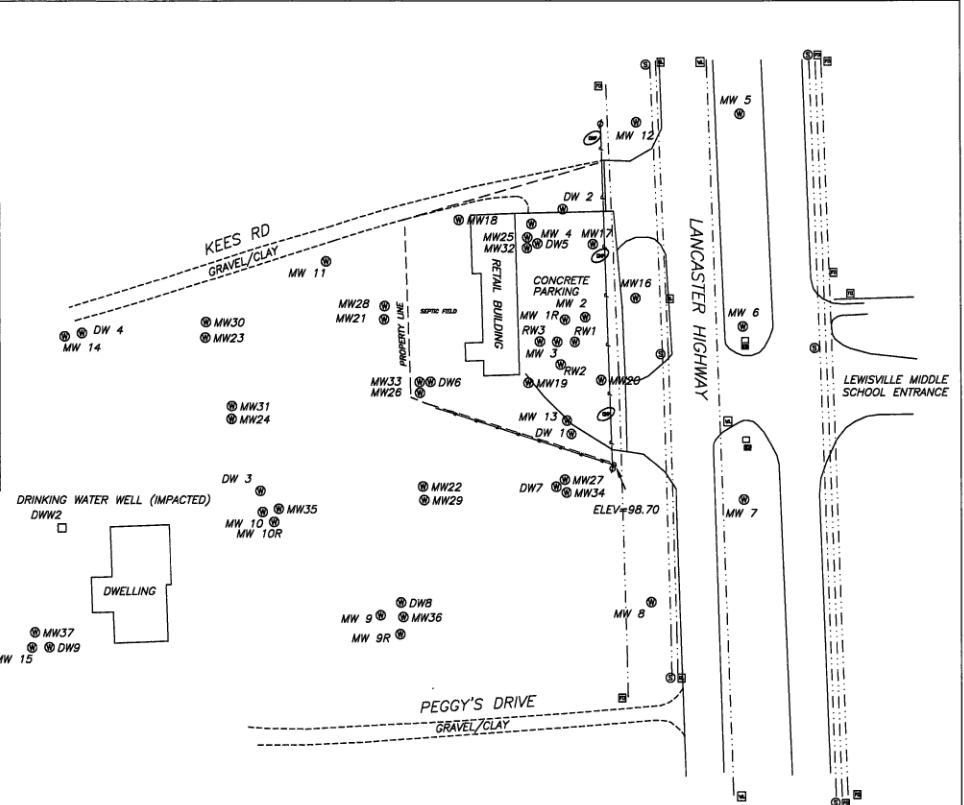 MW 5
MW 12
DW 2
MW18
MW 4
MW17
MW25
DW5
MW32
KEES RD
GRAVEL/CLAY
MW 11
LANCASTER HIGHWAY
RETAIL BUILDING
CONCRETE
PARKING
MW16
MW28
MW21
PROPERTY LINE
SEPTIC FIELD
MW 2
MW 1R
RW3
RW1
MW 3
RW2
MW 6
MW30
MW23
DW 4
MW 14
MW33
DW6
MW26
MW19
MW20
LEWISVILLE MIDDLE
SCHOOL ENTRANCE
MW31
MW24
MW 13
DW 1
DW 3
MW22
MW29
MW27
DW7
MW34
ELEV=98.70
MW 7
DRINKING WATER WELL (IMPACTED)
DWW2
MW35
MW 10
MW 10R
DWELLING
DW8
MW 9
MW36
MW 9R
MW 8
MW37
DW9
MW 15
PEGGY'S DRIVE
GRAVEL/CLAY